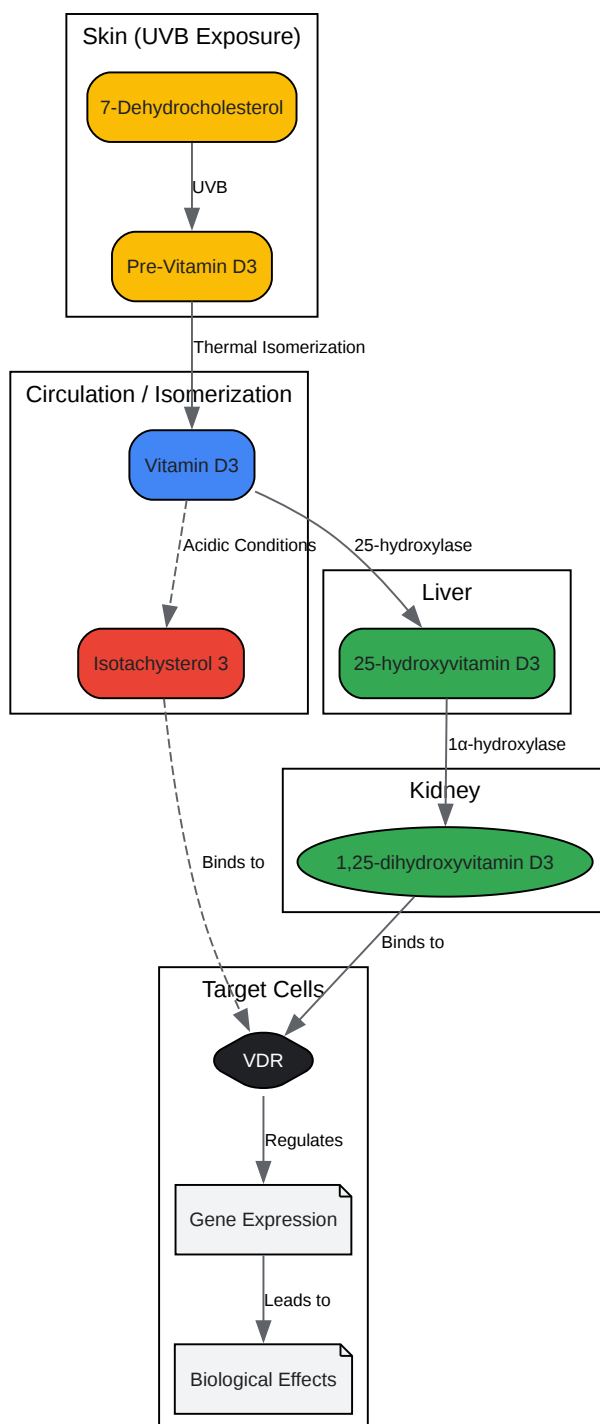 Skin (UVB Exposure)
7-Dehydrocholesterol
UVB
Pre-Vitamin D3
Thermal Isomerization
Circulation / Isomerization
Vitamin D3
Acidic Conditions
25-hydroxylase
Liver
Isotachysterol 3
25-hydroxyvitamin D3
1α-hydroxylase
Kidney
Binds to
1,25-dihydroxyvitamin D3
Binds to
Target Cells
VDR
Regulates
Gene Expression
Leads to
Biological Effects